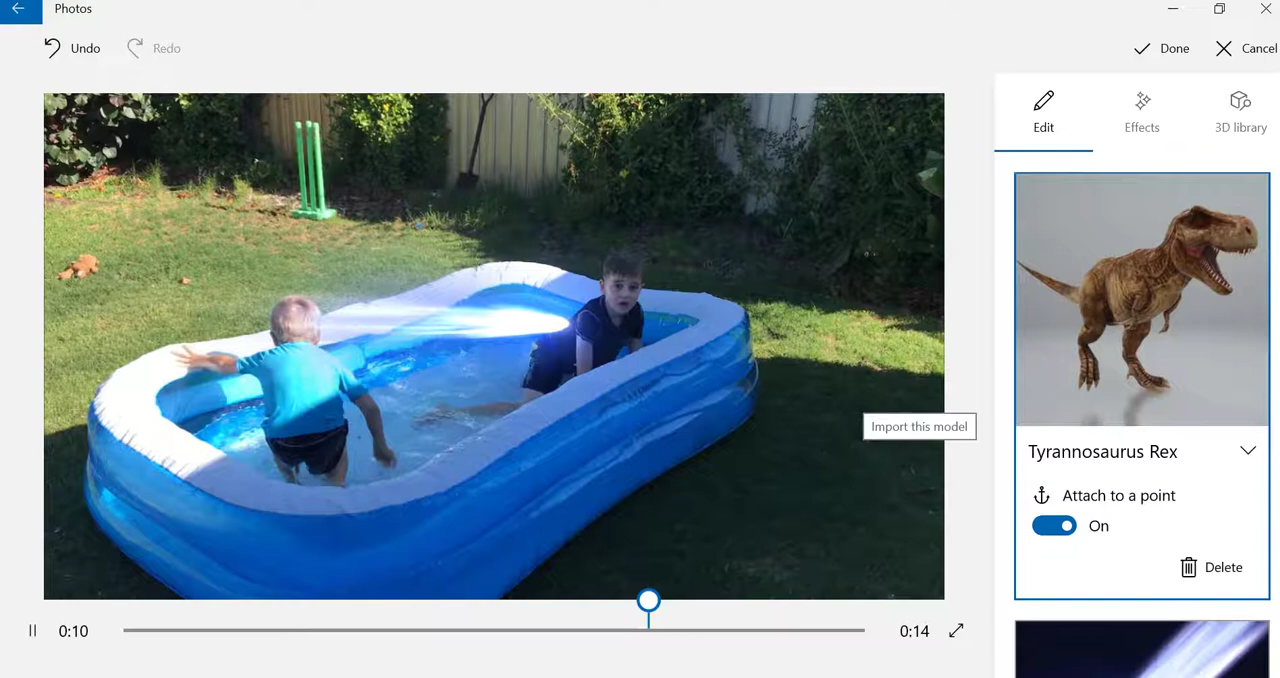 Photos
Undo Redo
Done Cancel
Edit Effects 3D library
Import this model
Tyrannosaurus Rex
Attach to a point
On
Delete
0:10 0:14